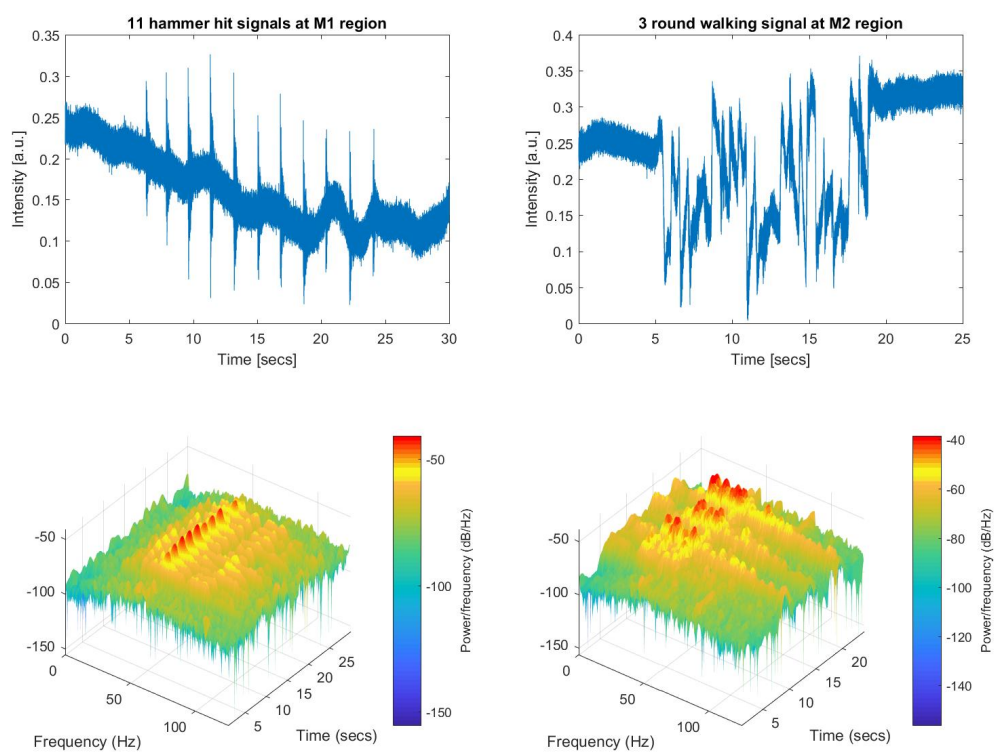 11 hammer hit signals at M1 region
0.35
0.3
0.25
0.2
0.15
0.1
0.05
0
Intensity [a.u.]
0 5 10 15 20 25 30
Time [secs]
3 round walking signal at M2 region
0.4
0.35
0.3
0.25
0.2
0.15
0.1
0.05
0
Intensity [a.u.]
0 5 10 15 20 25
Time [secs]
-50
-100
-150
0 50 100
Frequency (Hz)
5 10 15 20 25
Time (secs)
-50
-100
-150
Power/frequency (dB/Hz)
-50
-100
-150
0 50 100
Frequency (Hz)
5 10 15 20
Time (secs)
-40
-60
-80
-100
-120
-140
Power/frequency (dB/Hz)